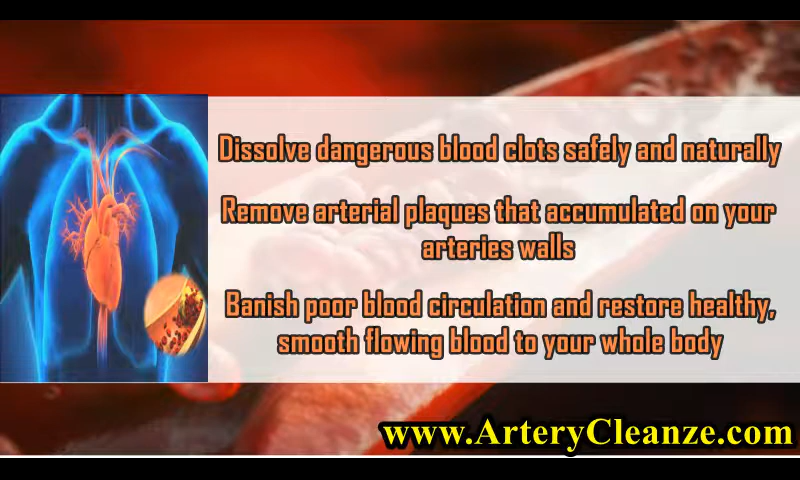 Dissolve dangerous blood clots safely and naturally
Remove arterial plaques that accumulated on your
arteries walls
Banish poor blood circulation and restore healthy,
smooth flowing blood to your whole body
www.ArteryCleanze.com